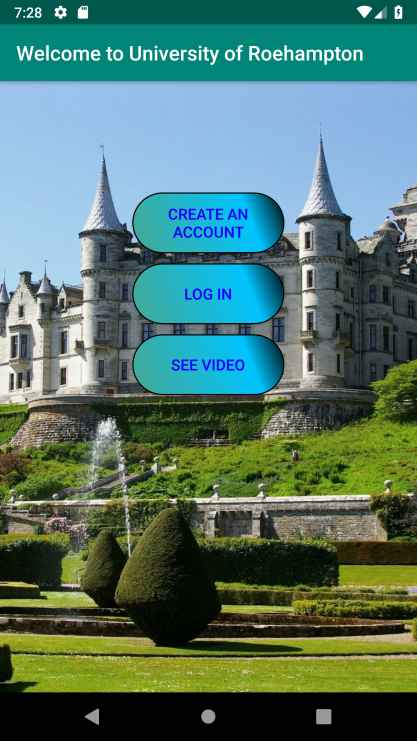 7:28
Welcome to University of Roehampton
CREATE AN
ACCOUNT
LOG IN
SEE VIDEO